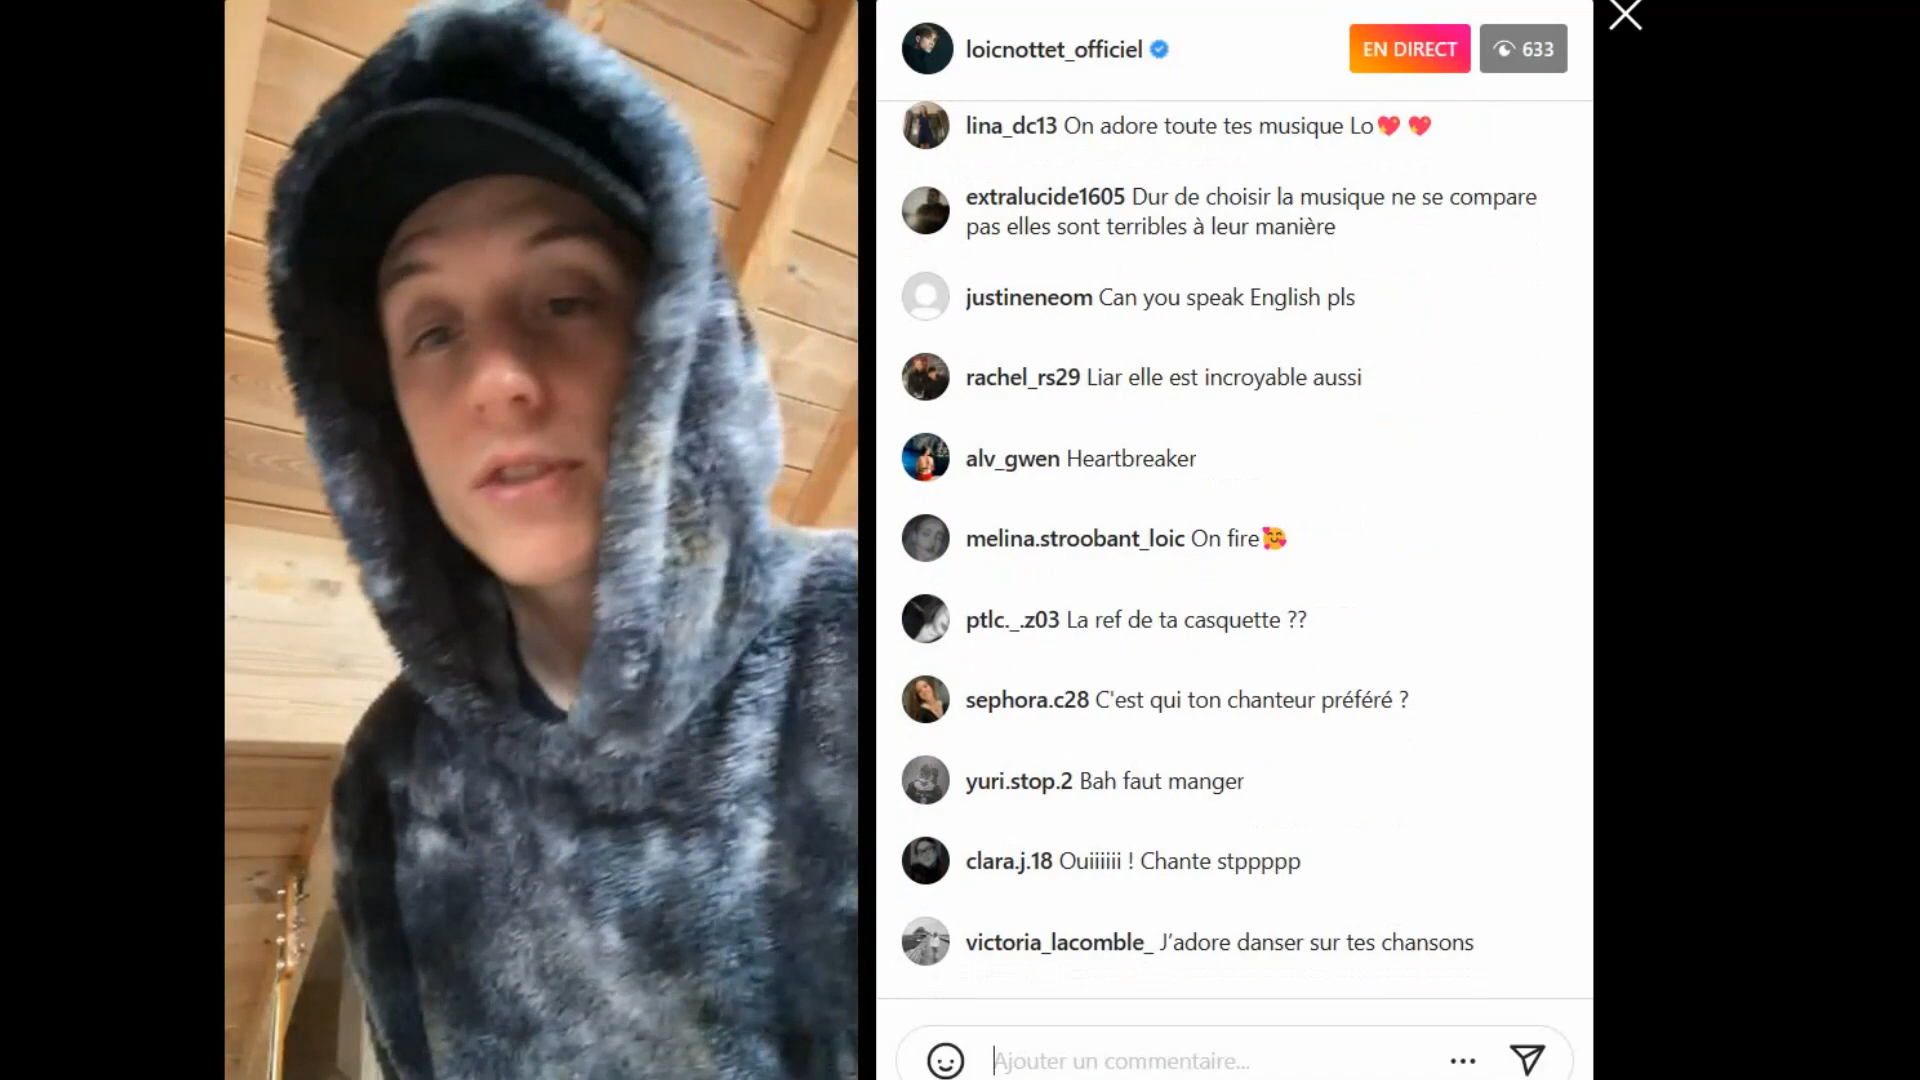 loicnottet_officiel
EN DIRECT
633
lina_dc13 On adore toute tes musique Lo💖 💖
extralucide1605 Dur de choisir la musique ne se compare
pas elles sont terribles à leur manière
justineneom Can you speak English pls
rachel_rs29 Liar elle est incroyable aussi
alv_gwen Heartbreaker
melina.stroobant_loic On fire🥰
ptlc._.z03 La ref de ta casquette ??
sephora.c28 C'est qui ton chanteur préféré ?
yuri.stop.2 Bah faut manger
clara.j.18 Ouiiiiii ! Chante stppppp
victoria_lacomble_ J’adore danser sur tes chansons
Ajouter un commentaire...